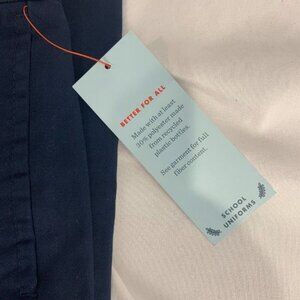 BETTER FOR ALL
Made with at least
30% polyester made
from recycled
plastic bottles.
See garment for full
fiber content.
SCHOOL
UNIFORMS